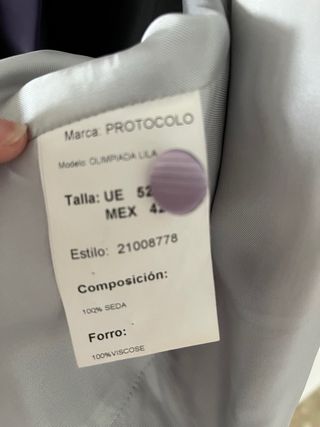 Marca: PROTOCOLO
Modelo: OLIMPIADA LILA
Talla: UE 52
MEX 42
Estilo: 21008778
Composición:
100% SEDA
Forro:
100%VISCOSE